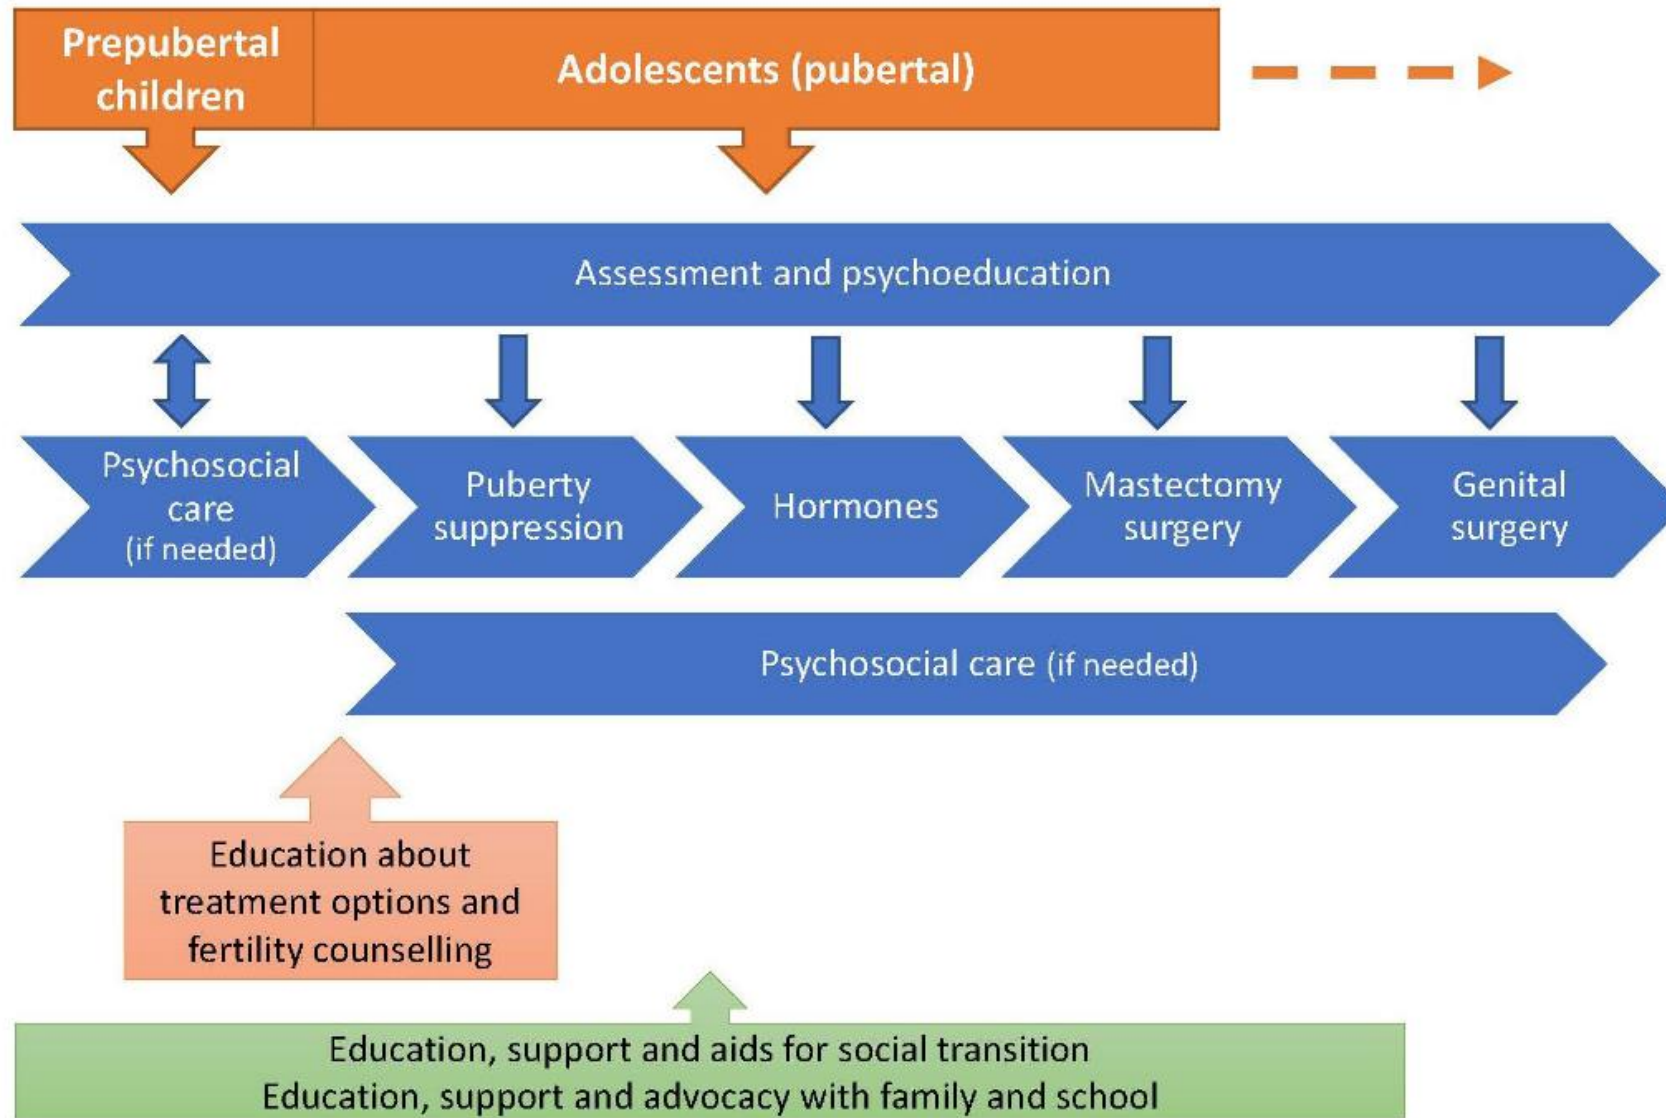 Prepubertal
children
Adolescents (pubertal)
Assessment and psychoeducation
Psychosocial
care
(if needed)
Puberty
suppression
Hormones
Mastectomy
surgery
Genital
surgery
Psychosocial care (if needed)
Education about
treatment options and
fertility counselling
Education, support and aids for social transition
Education, support and advocacy with family and school